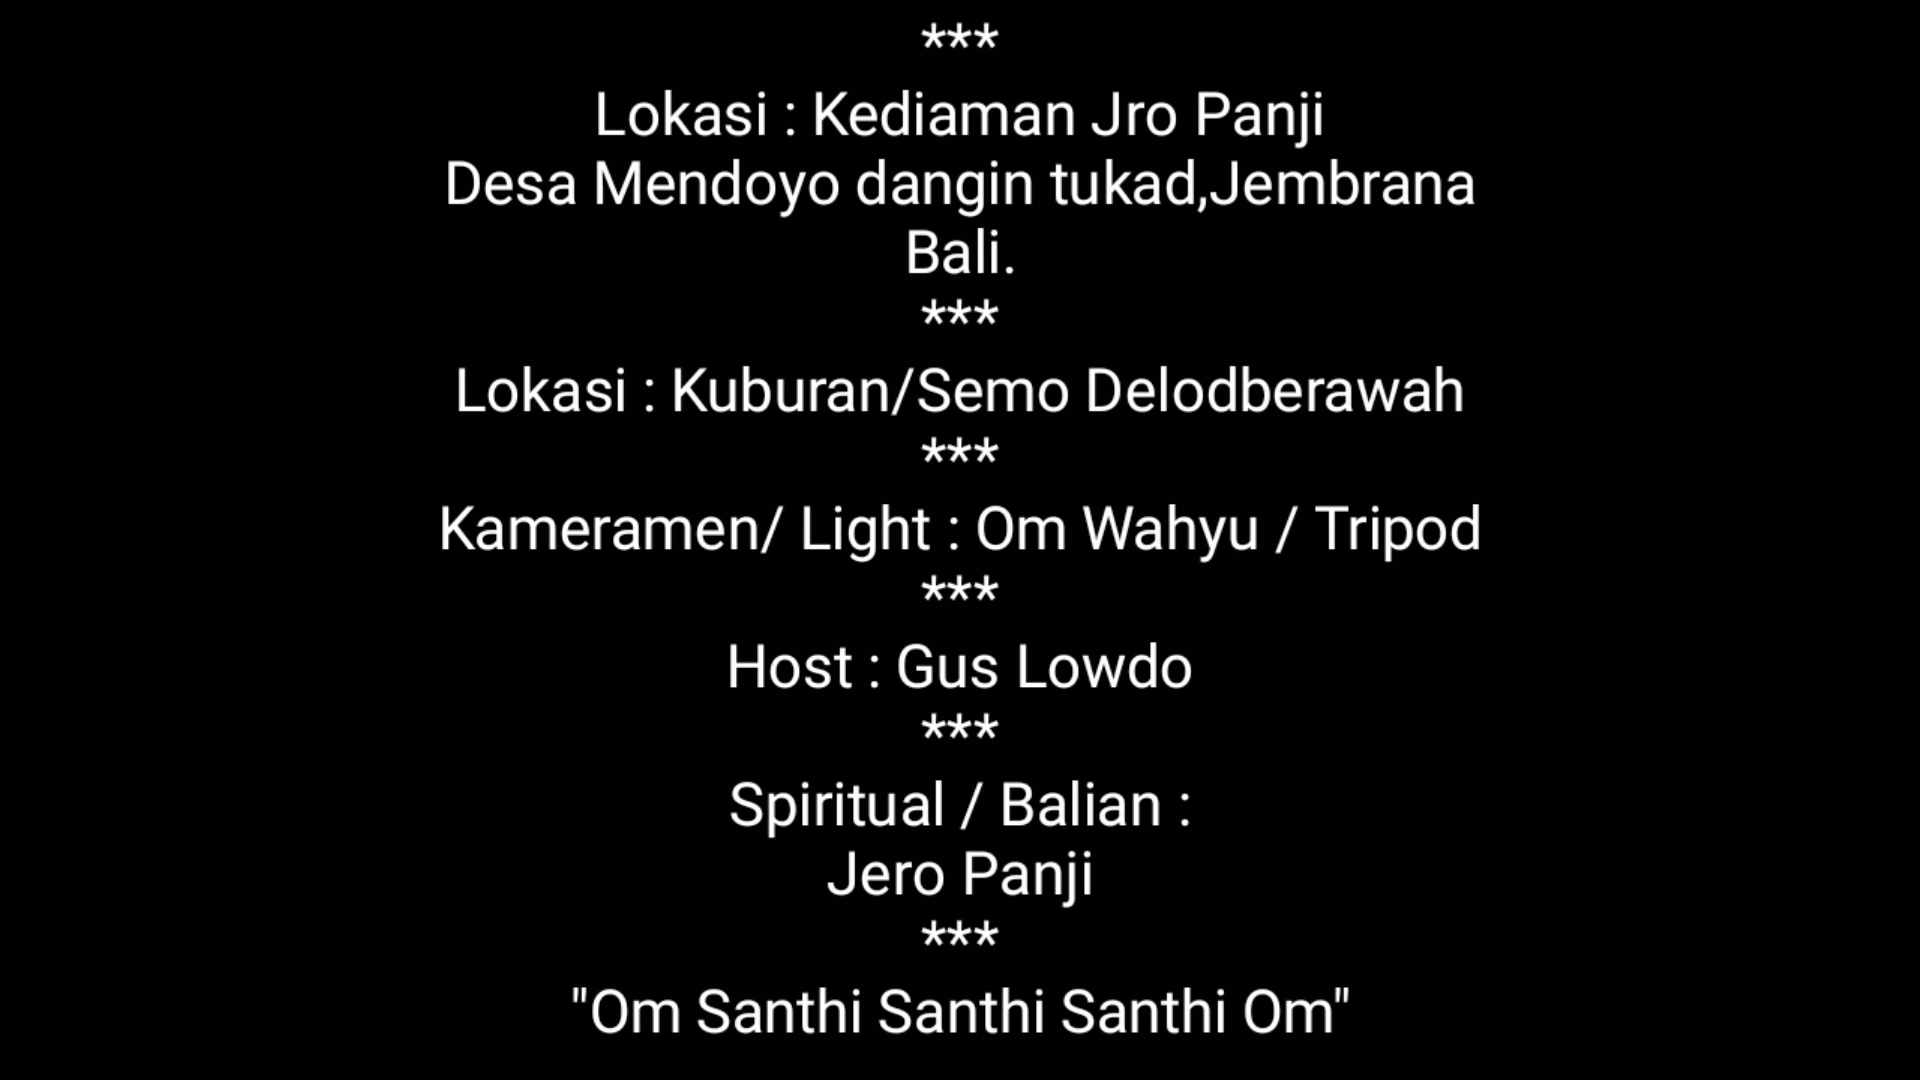 ***
Lokasi : Kediaman Jro Panji
Desa Mendoyo dangin tukad,Jembrana
Bali.
***
Lokasi : Kuburan/Semo Delodberawah
***
Kameramen/ Light : Om Wahyu / Tripod
***
Host : Gus Lowdo
***
Spiritual / Balian :
Jero Panji
***
"Om Santhi Santhi Santhi Om"